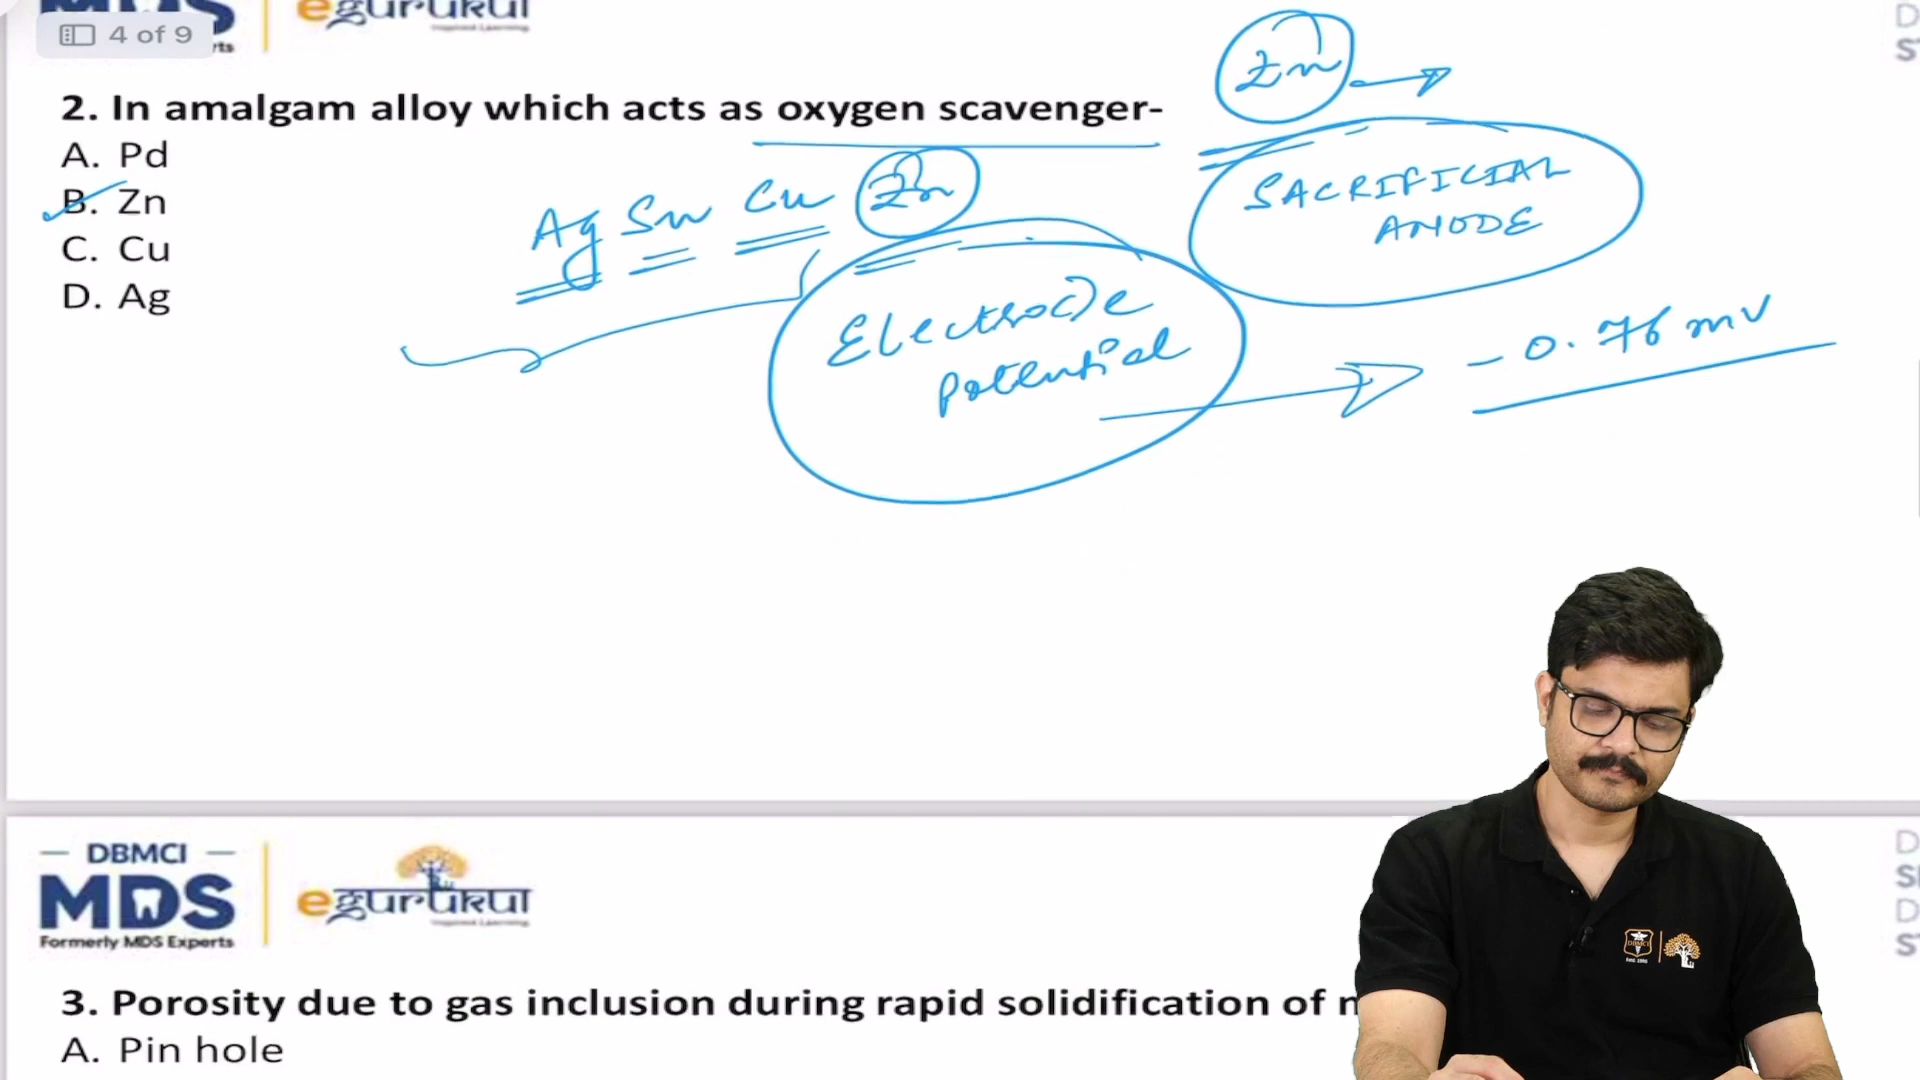 4 of 9
egurukul
2. In amalgam alloy which acts as oxygen scavenger-
A. Pd
B. Zn
C. Cu
D. Ag
Zn
Ag Sn Cu Zn
SACRIFICIAL
ANODE
Electrode
Potential
- 0.76 mv
DBMCI
MDS
Formerly MDS Experts
egurukul
3. Porosity due to gas inclusion during rapid solidification of
A. Pin hole
DBMCI